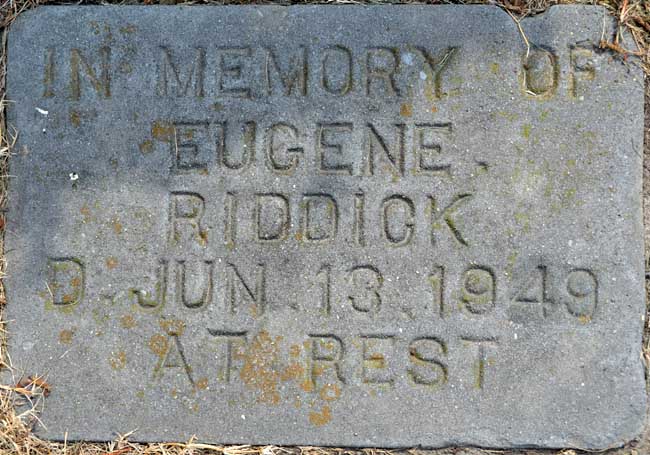 IN MEMORY OF
EUGENE.
RIDDICK
D. JUN. 13. 1949
AT REST